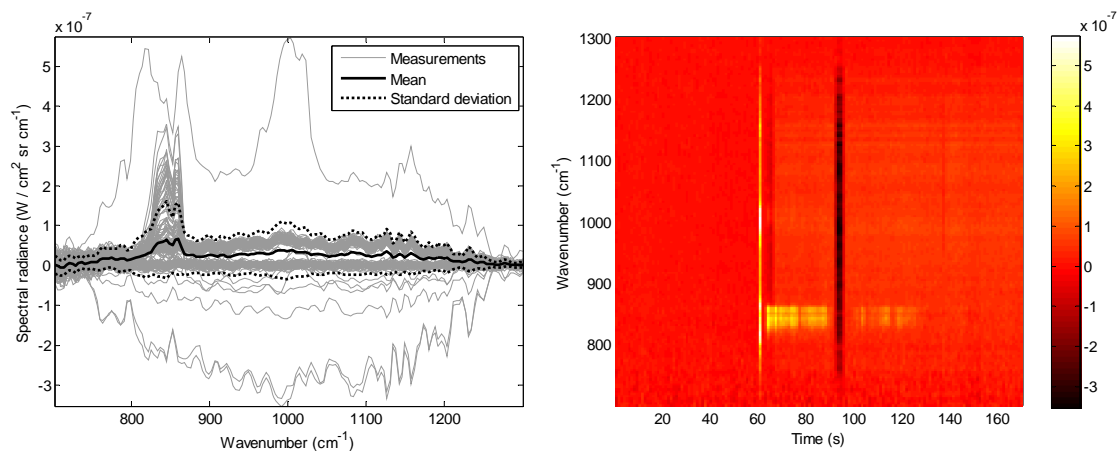 x 10⁻⁷
5
4
3
2
1
0
-1
-2
-3
Spectral radiance (W / cm² sr cm⁻¹)
Measurements
Mean
Standard deviation
800 900 1000 1100 1200
Wavenumber (cm⁻¹)
1300
1200
1100
1000
900
800
Wavenumber (cm⁻¹)
20 40 60 80 100 120 140 160
Time (s)
x 10⁻⁷
5
4
3
2
1
0
-1
-2
-3